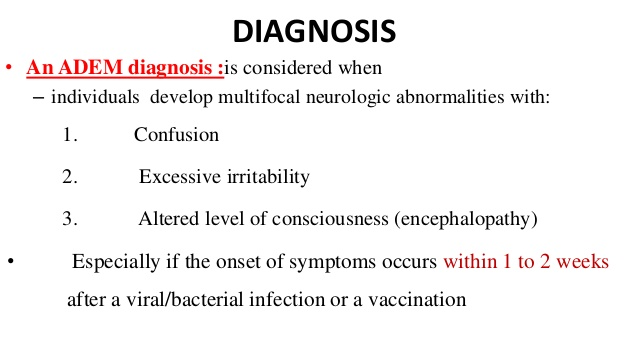 DIAGNOSIS
• An ADEM diagnosis :is considered when
– individuals develop multifocal neurologic abnormalities with:
1. Confusion
2. Excessive irritability
3. Altered level of consciousness (encephalopathy)
• Especially if the onset of symptoms occurs within 1 to 2 weeks
after a viral/bacterial infection or a vaccination